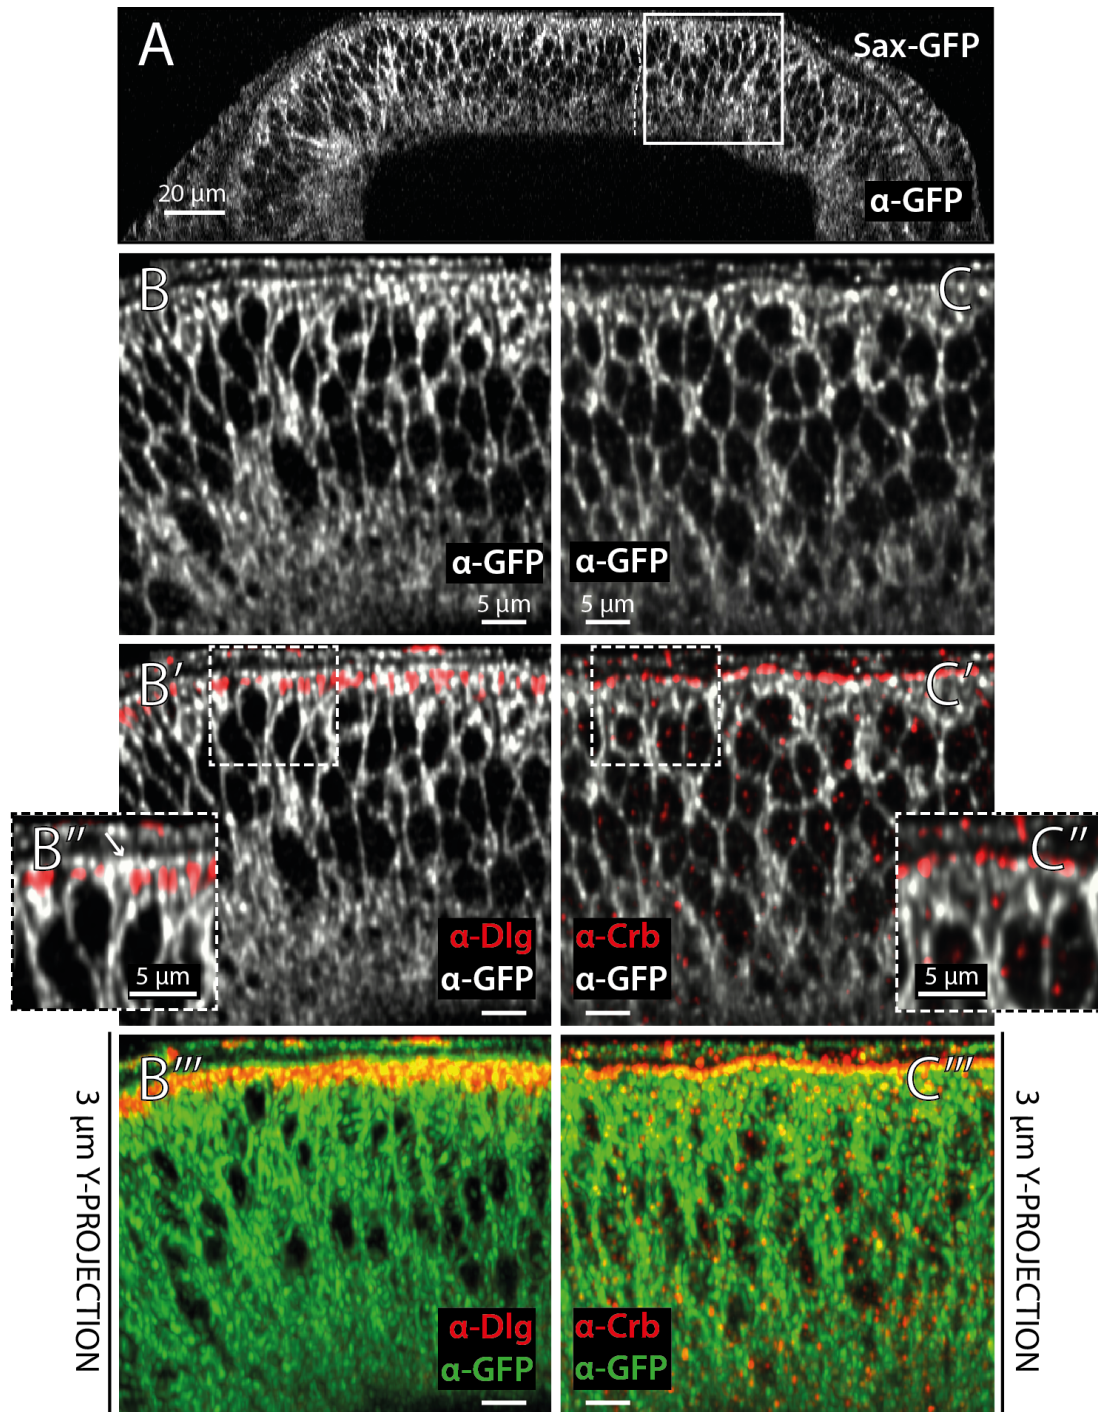 A
Sax-GFP
20 µm
α-GFP
B
C
α-GFP
5 µm
α-GFP
5 µm
B′
C′
B″
C″
5 µm
α-Dlg
α-GFP
α-Crb
α-GFP
5 µm
B‴
C‴
3 µm Y-PROJECTION
3 µm Y-PROJECTION
α-Dlg
α-GFP
α-Crb
α-GFP